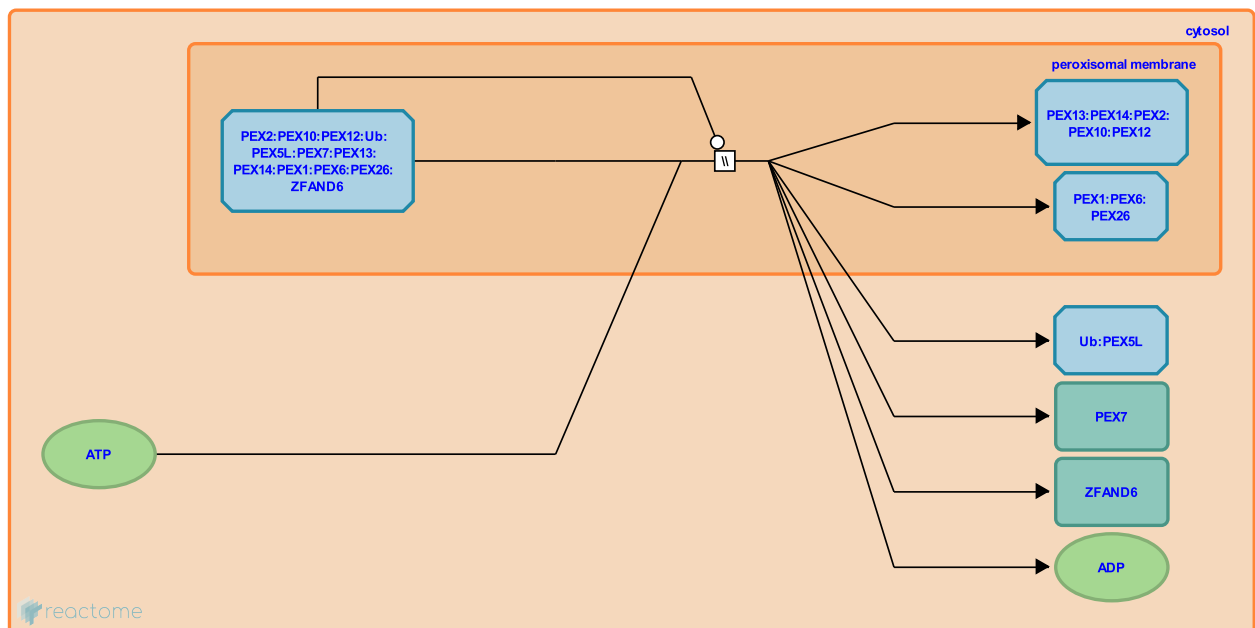 cytosol
peroxisomal membrane
PEX2:PEX10:PEX12:Ub:
PEX5L:PEX7:PEX13:
PEX14:PEX1:PEX6:PEX26:
ZFAND6
\\
PEX13:PEX14:PEX2:
PEX10:PEX12
PEX1:PEX6:
PEX26
Ub:PEX5L
PEX7
ATP
ZFAND6
ADP
reactome